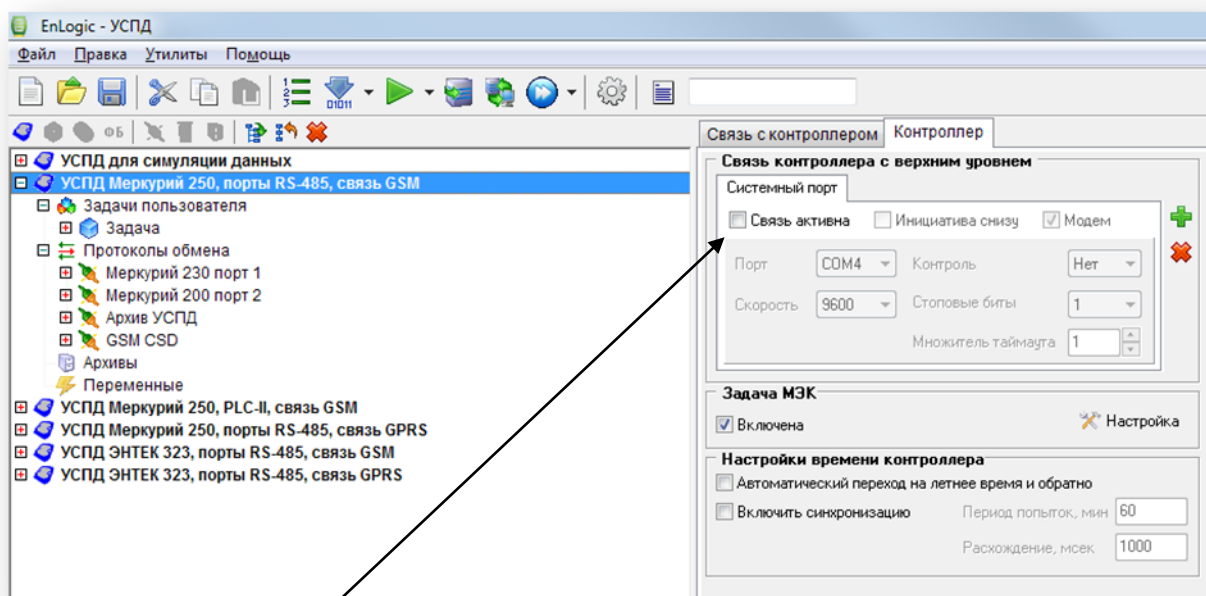 EnLogic - УСПД
Файл Правка Утилиты Помощь
УСПД для симуляции данных
УСПД Меркурий 250, порты RS-485, связь GSM
Задачи пользователя
Задача
Протоколы обмена
Меркурий 230 порт 1
Меркурий 200 порт 2
Архив УСПД
GSM CSD
Архивы
Переменные
УСПД Меркурий 250, PLC-II, связь GSM
УСПД Меркурий 250, порты RS-485, связь GPRS
УСПД ЭНТЕК 323, порты RS-485, связь GSM
УСПД ЭНТЕК 323, порты RS-485, связь GPRS
Связь с контроллером Контроллер
Связь контроллера с верхним уровнем
Системный порт
Связь активна Инициатива снизу Модем
Порт COM4 Контроль Нет
Скорость 9600 Стоповые биты 1
Множитель таймаута 1
Задача МЭК
Включена Настройка
Настройки времени контроллера
Автоматический переход на летнее время и обратно
Включить синхронизацию Период попыток, мин 60
Расхождение, мсек 1000